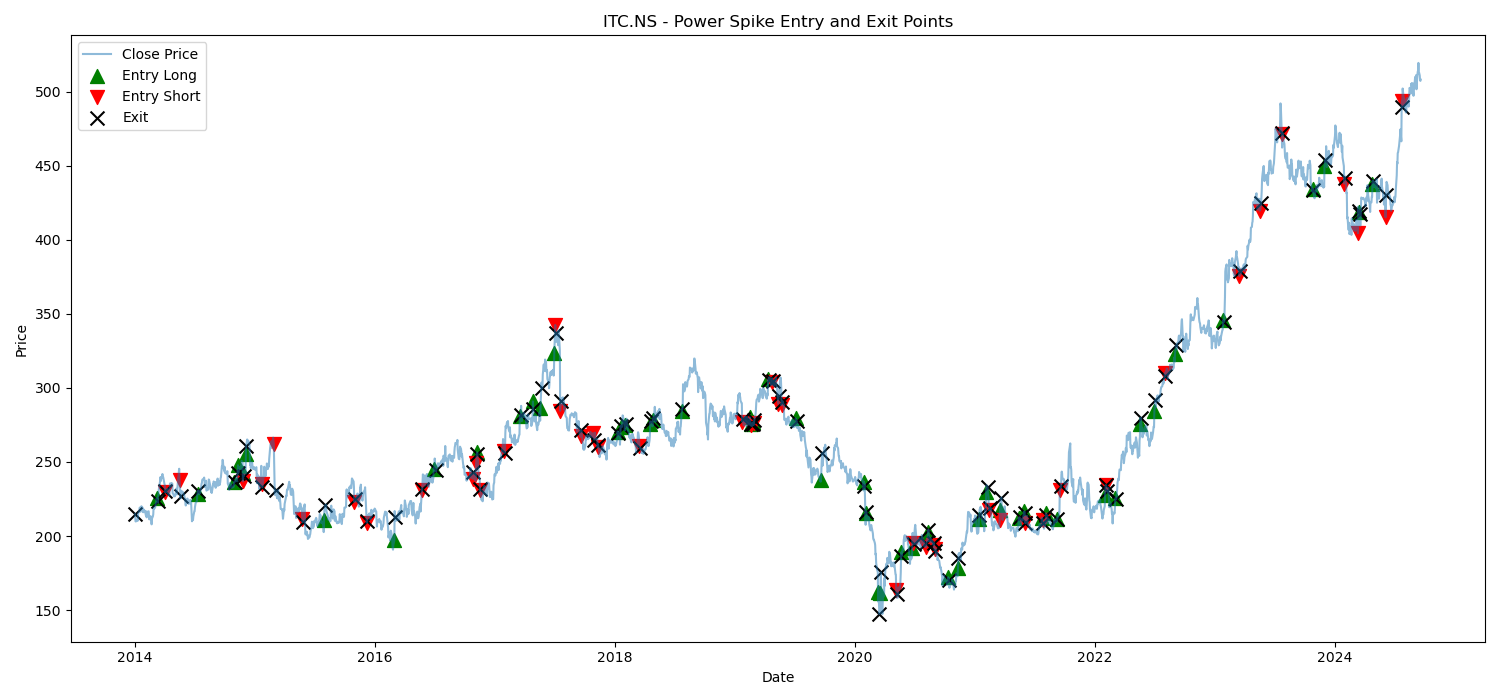 ITC.NS - Power Spike Entry and Exit Points
Close Price
Entry Long
Entry Short
Exit
Price
500
450
400
350
300
250
200
150
2014
2016
2018
2020
2022
2024
Date